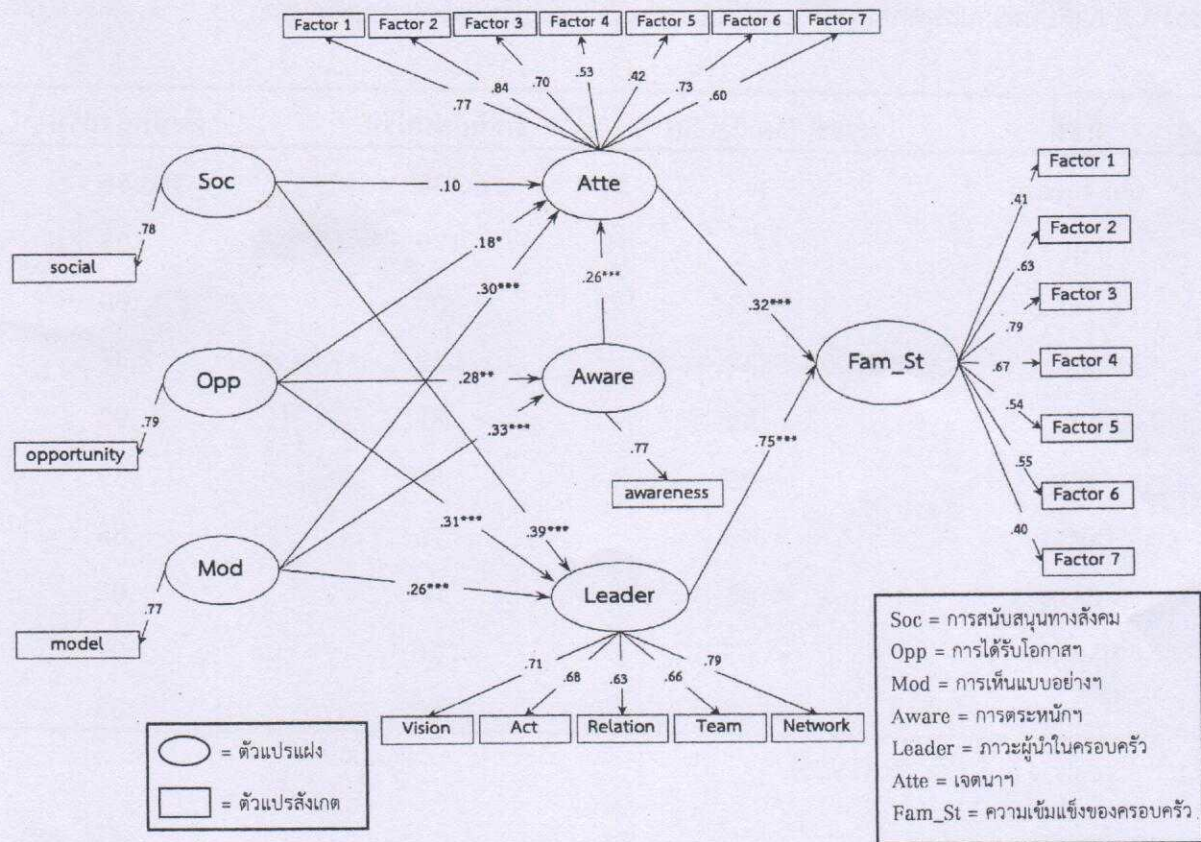 Factor 1 Factor 2 Factor 3 Factor 4 Factor 5 Factor 6 Factor 7
.77 .84 .70 .53 .42 .73 .60
Soc
.78
social
.10
Atte
.18*
.30***
.26***
.32***
Opp
.79
opportunity
.28**
.33***
Aware
.77
awareness
Fam_St
.75***
.31***
.39***
Mod
.77
model
.26***
Leader
.71 .68 .63 .66 .79
Vision Act Relation Team Network
.41 Factor 1
.63 Factor 2
.79 Factor 3
.67 Factor 4
.54 Factor 5
.55 Factor 6
.40 Factor 7
= ตัวแปรแฝง
= ตัวแปรสังเกต
Soc = การสนับสนุนทางสังคม
Opp = การได้รับโอกาสฯ
Mod = การเห็นแบบอย่างฯ
Aware = การตระหนักฯ
Leader = ภาวะผู้นำในครอบครัว
Atte = เจตนาฯ
Fam_St = ความเข้มแข็งของครอบครัว